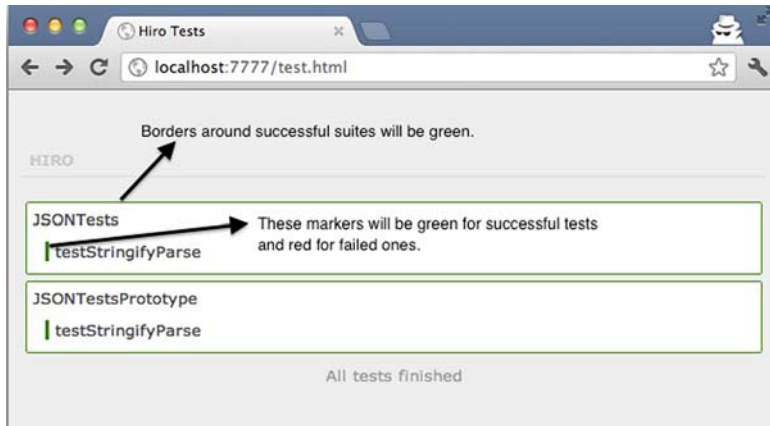 Hiro Tests
localhost:7777/test.html
Borders around successful suites will be green.
HIRO
JSONTests
These markers will be green for successful tests
and red for failed ones.
testStringifyParse
JSONTestsPrototype
testStringifyParse
All tests finished